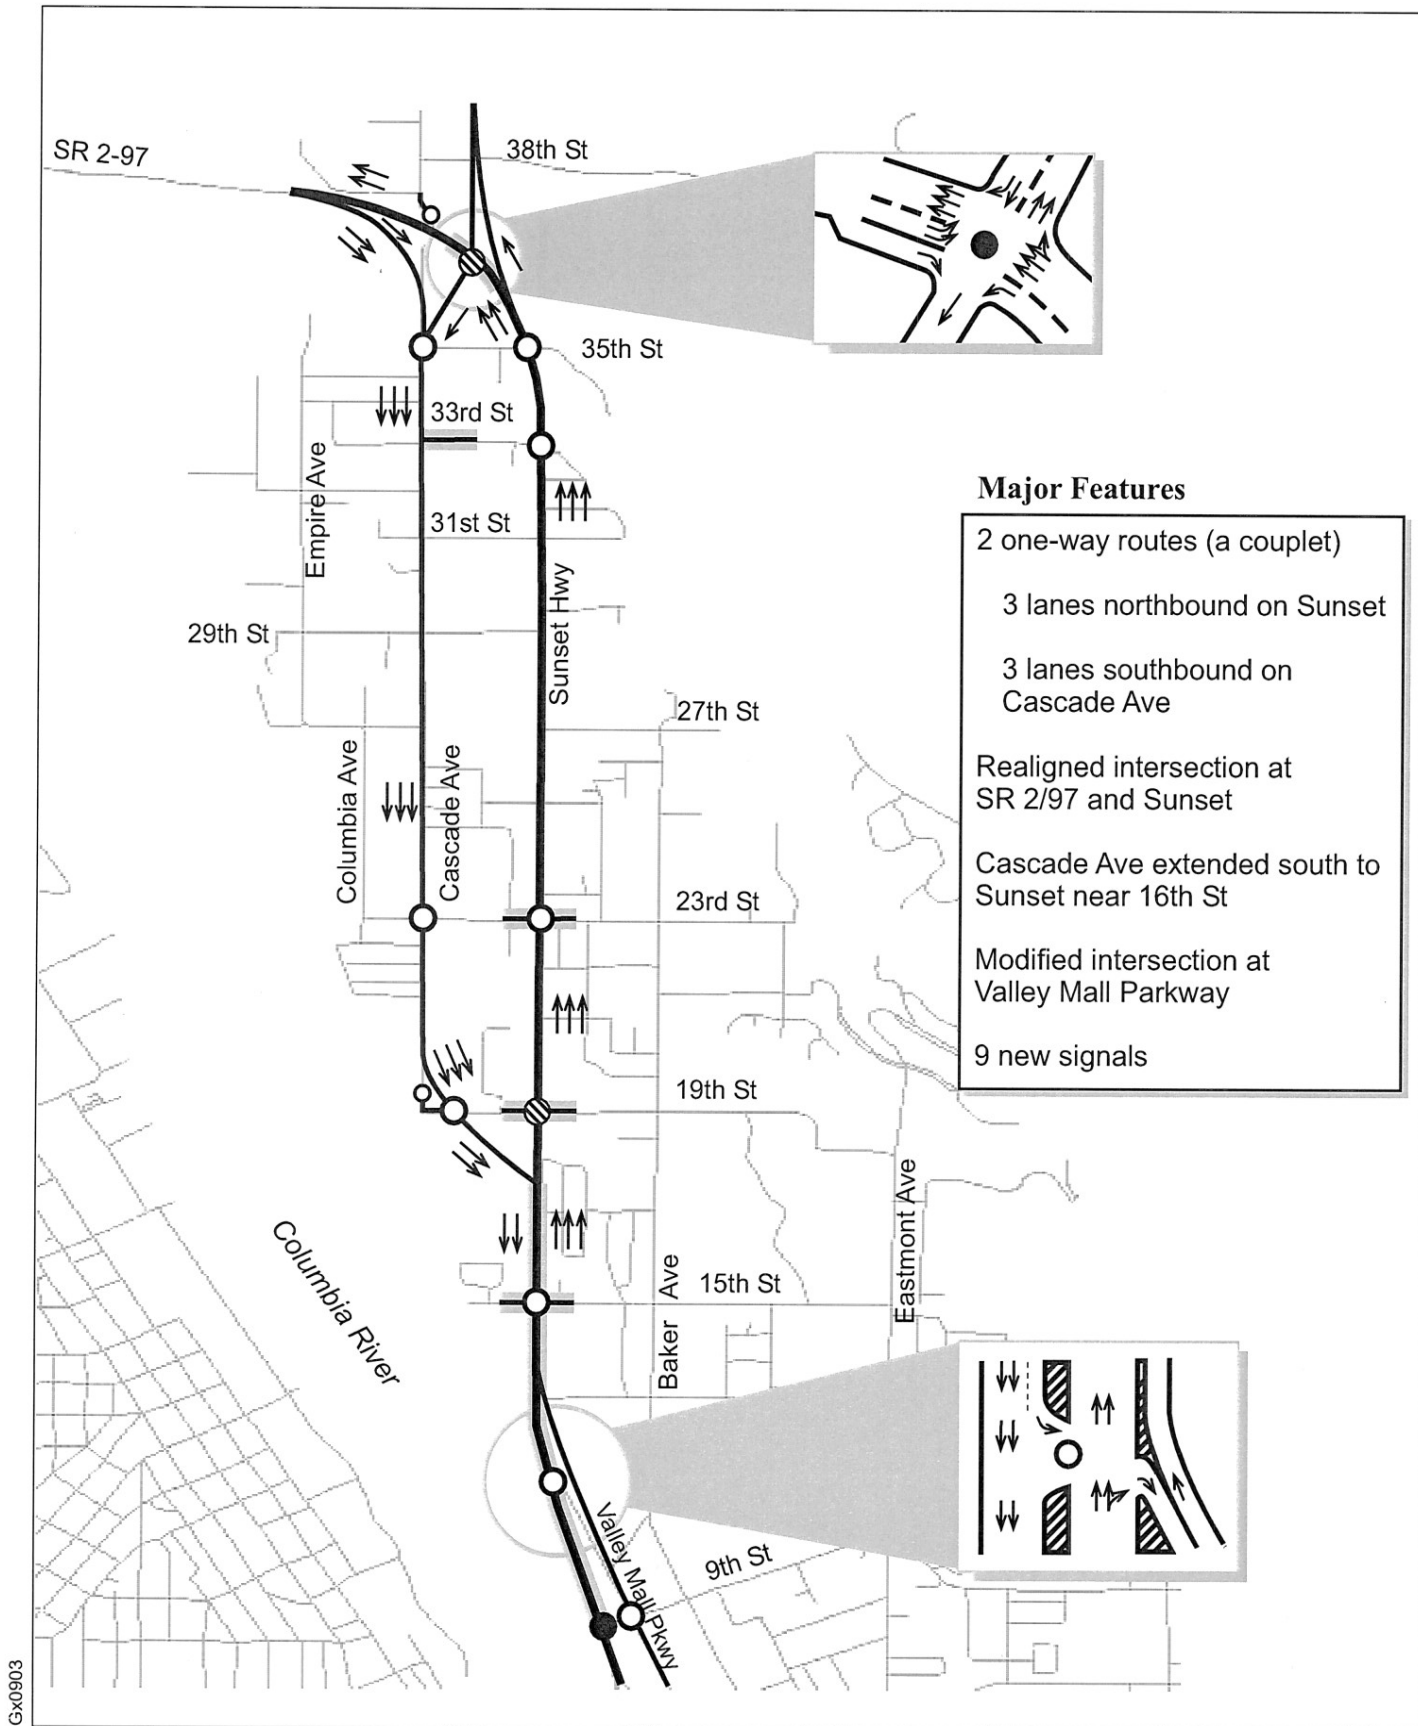 SR 2-97
38th St
35th St
33rd St
Empire Ave
31st St
Sunset Hwy
29th St
27th St
Columbia Ave
Cascade Ave
23rd St
19th St
Eastmont Ave
Columbia River
15th St
Baker Ave
Valley Mall Pkwy
9th St
Major Features
2 one-way routes (a couplet)
3 lanes northbound on Sunset
3 lanes southbound on
Cascade Ave
Realigned intersection at
SR 2/97 and Sunset
Cascade Ave extended south to
Sunset near 16th St
Modified intersection at
Valley Mall Parkway
9 new signals
Gx0903